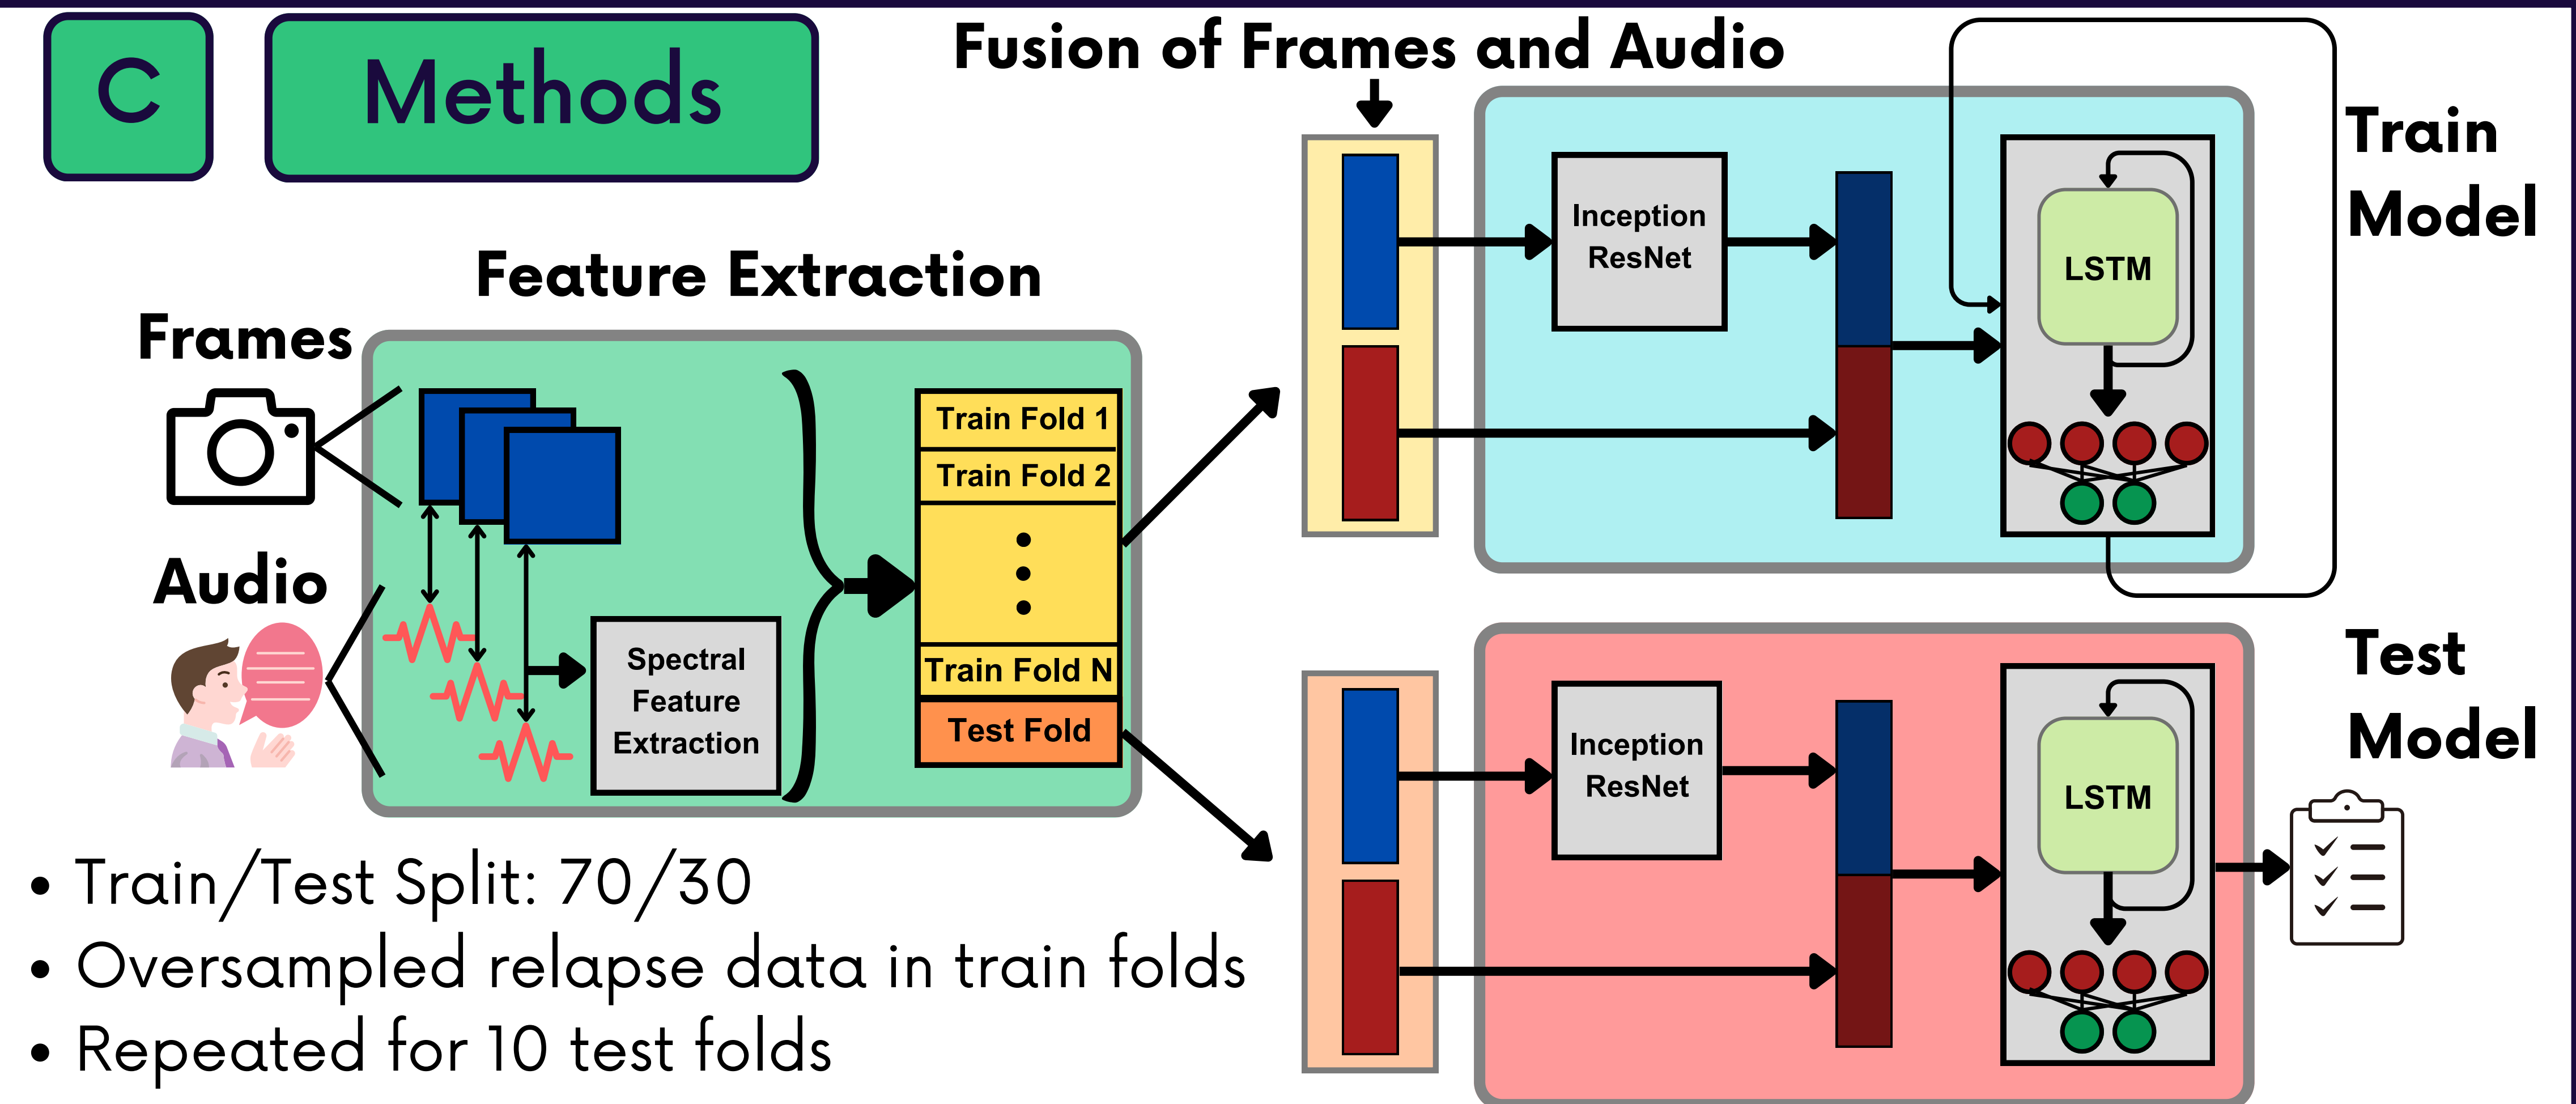 C
Methods
Fusion of Frames and Audio
Train
Model
Inception
ResNet
LSTM
Feature Extraction
Frames
Audio
Spectral
Feature
Extraction
Train Fold 1
Train Fold 2
Train Fold N
Test Fold
Test
Model
Inception
ResNet
LSTM
• Train/Test Split: 70/30
• Oversampled relapse data in train folds
• Repeated for 10 test folds